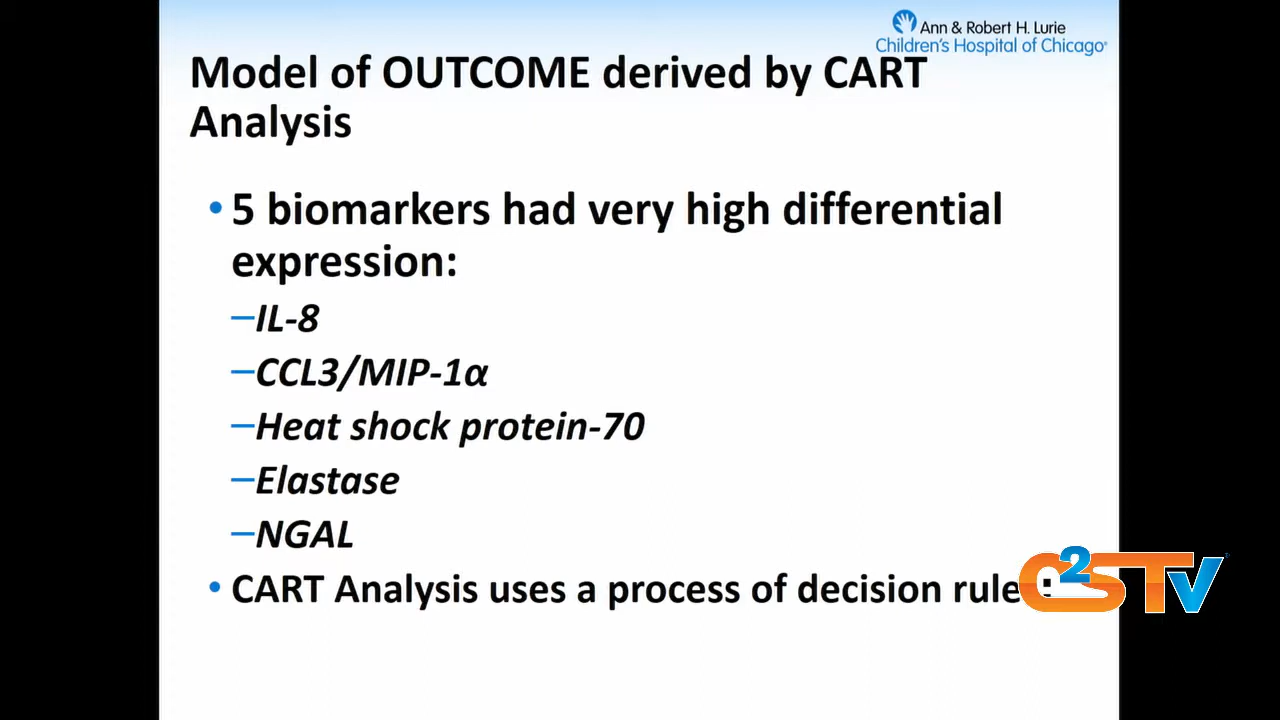 Ann & Robert H. Lurie
Children's Hospital of Chicago®
Model of OUTCOME derived by CART
Analysis
• 5 biomarkers had very high differential
expression:
–IL-8
–CCL3/MIP-1α
–Heat shock protein-70
–Elastase
–NGAL
• CART Analysis uses a process of decision
C2STV